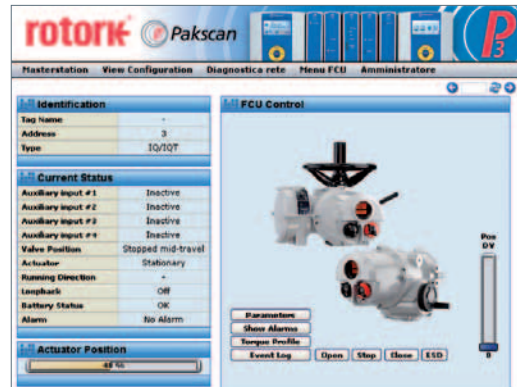 rotork Pakscan P3
Masterstation View Configuration Diagnostica rete Menu FCU Amministratore
Identification
Tag Name -
Address 3
Type IQ/IQT
Current Status
Auxiliary input #1 Inactive
Auxiliary input #2 Inactive
Auxiliary input #3 Inactive
Auxiliary input #4 Inactive
Valve Position Stopped mid-travel
Actuator Stationary
Running Direction -
Loopback Off
Battery Status OK
Alarm No Alarm
Actuator Position
48 %
FCU Control
Pos
DV
Parameters
Show Alarms
Torque Profile
Event Log Open Stop Close ESD
0